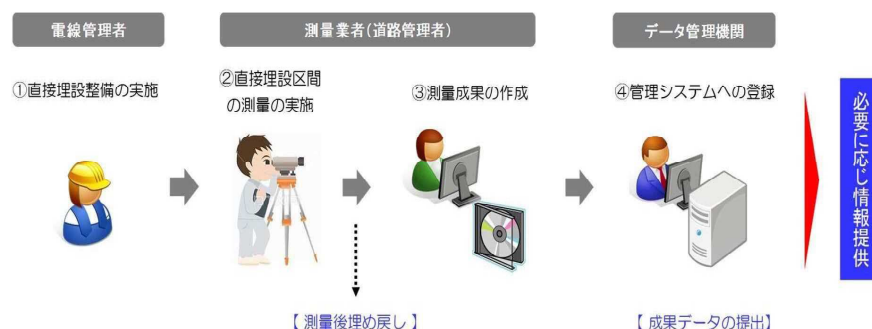 電線管理者
測量業者(道路管理者)
データ管理機関
①直接埋設整備の実施
②直接埋設区間
の測量の実施
③測量成果の作成
④管理システムへの登録
必要に応じ情報提供
【 測量後埋め戻し 】
【 成果データの提出】